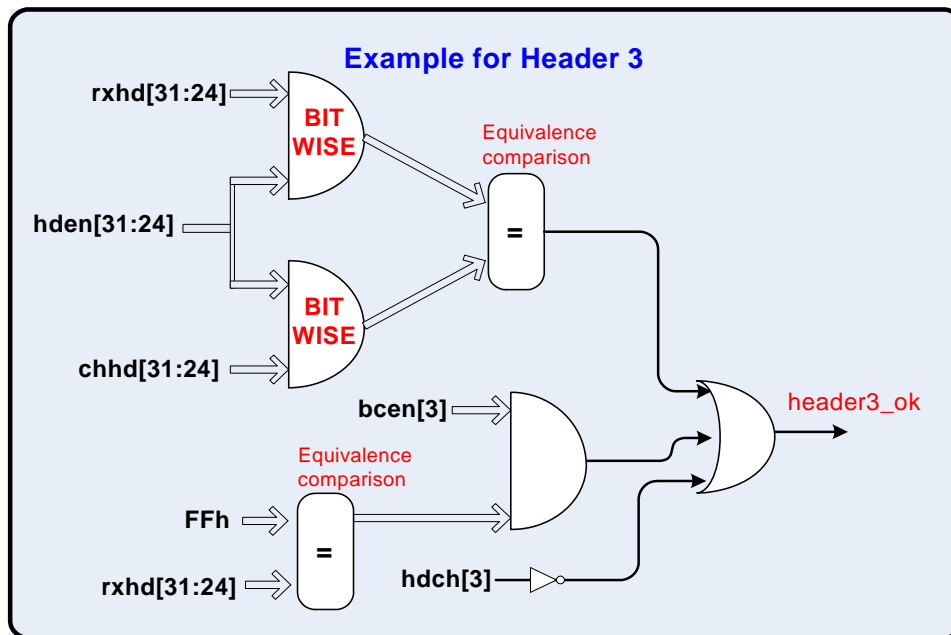 Example for Header 3
rxhd[31:24]
BIT
WISE
Equivalence
comparison
hden[31:24]
=
BIT
WISE
chhd[31:24]
bcen[3]
header3_ok
Equivalence
comparison
FFh
=
rxhd[31:24]
hdch[3]